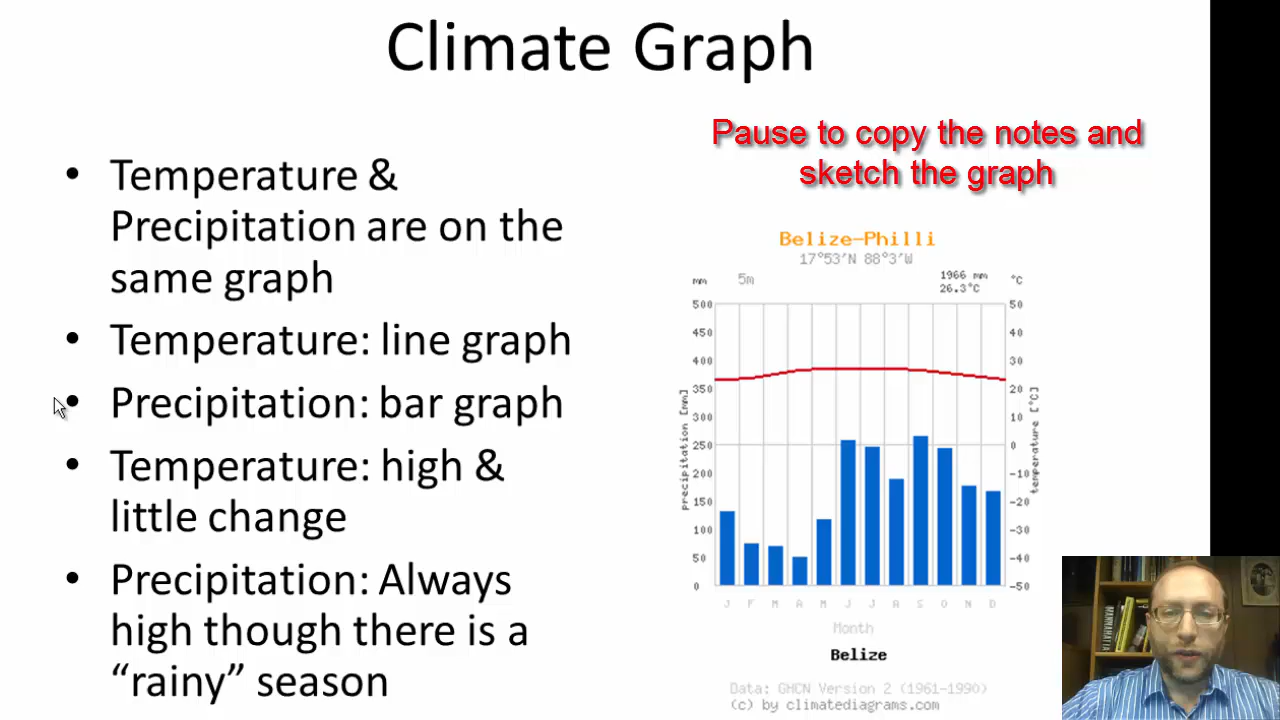 Climate Graph
Pause to copy the notes and
sketch the graph
• Temperature &
Precipitation are on the
same graph
• Temperature: line graph
• Precipitation: bar graph
• Temperature: high &
little change
• Precipitation: Always
high though there is a
“rainy” season
Belize-Philli
17°53'N 88°3'W
mm 5m 1966 mm °C
26.3°C
500 50
450 40
400 30
350 20
300 10
250 0
200 -10
150 -20
100 -30
50 -40
0 -50
precipitation [mm]
temperature [°C]
J F M A M J J A S O N D
Month
Belize
Data: GHCN Version 2 (1961-1990)
(c) by climatediagrams.com
MANNAHATTA